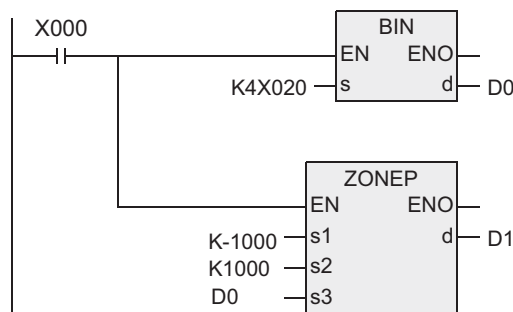 X000
BIN
EN ENO
K4X020 s d D0
ZONEP
EN ENO
K-1000 s1 d D1
K1000 s2
D0 s3